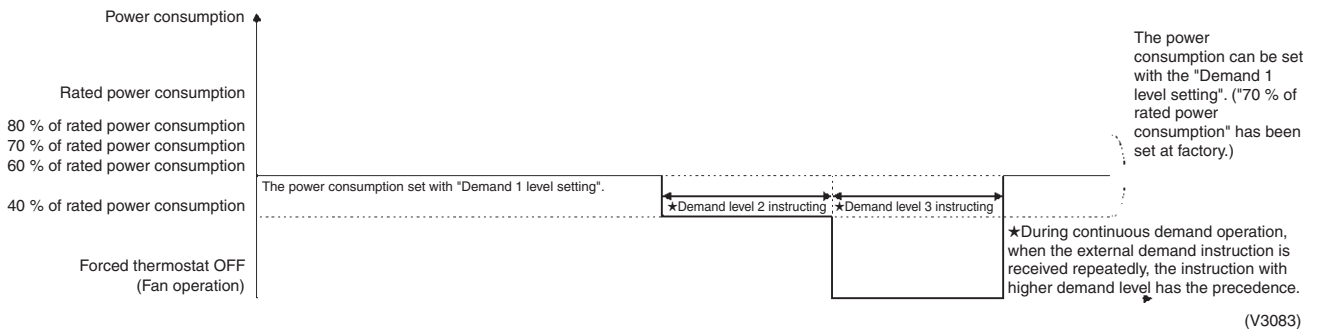 Power consumption
Rated power consumption
80 % of rated power consumption
70 % of rated power consumption
60 % of rated power consumption
40 % of rated power consumption
Forced thermostat OFF
(Fan operation)
The power consumption set with "Demand 1 level setting".
★Demand level 2 instructing
★Demand level 3 instructing
The power
consumption can be set
with the "Demand 1
level setting". ("70 % of
rated power
consumption" has been
set at factory.)
★During continuous demand operation,
when the external demand instruction is
received repeatedly, the instruction with
higher demand level has the precedence.
(V3083)